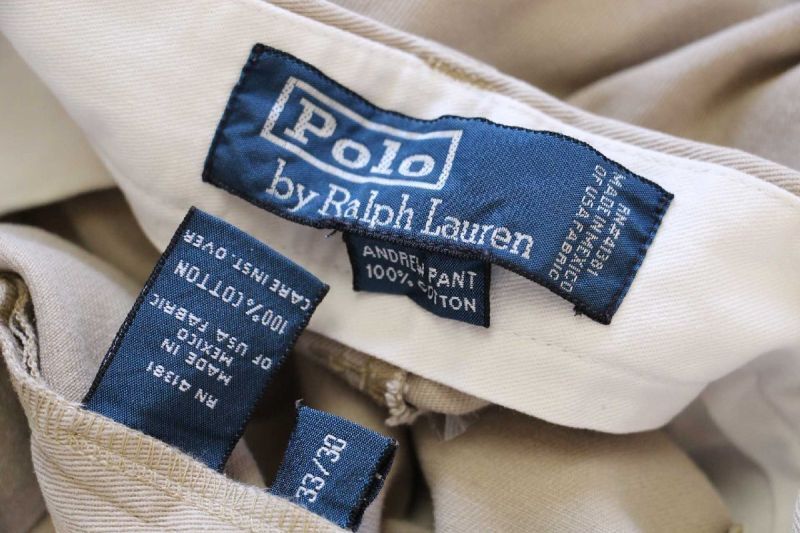 Polo
by Ralph Lauren
RN#41381
MADE IN MEXICO
OF USA FABRIC
ANDREW PANT
100% COTTON
100% COTTON
CARE INST. OVER
MADE IN
MEXICO
OF USA FABRIC
RN 41381
33/30